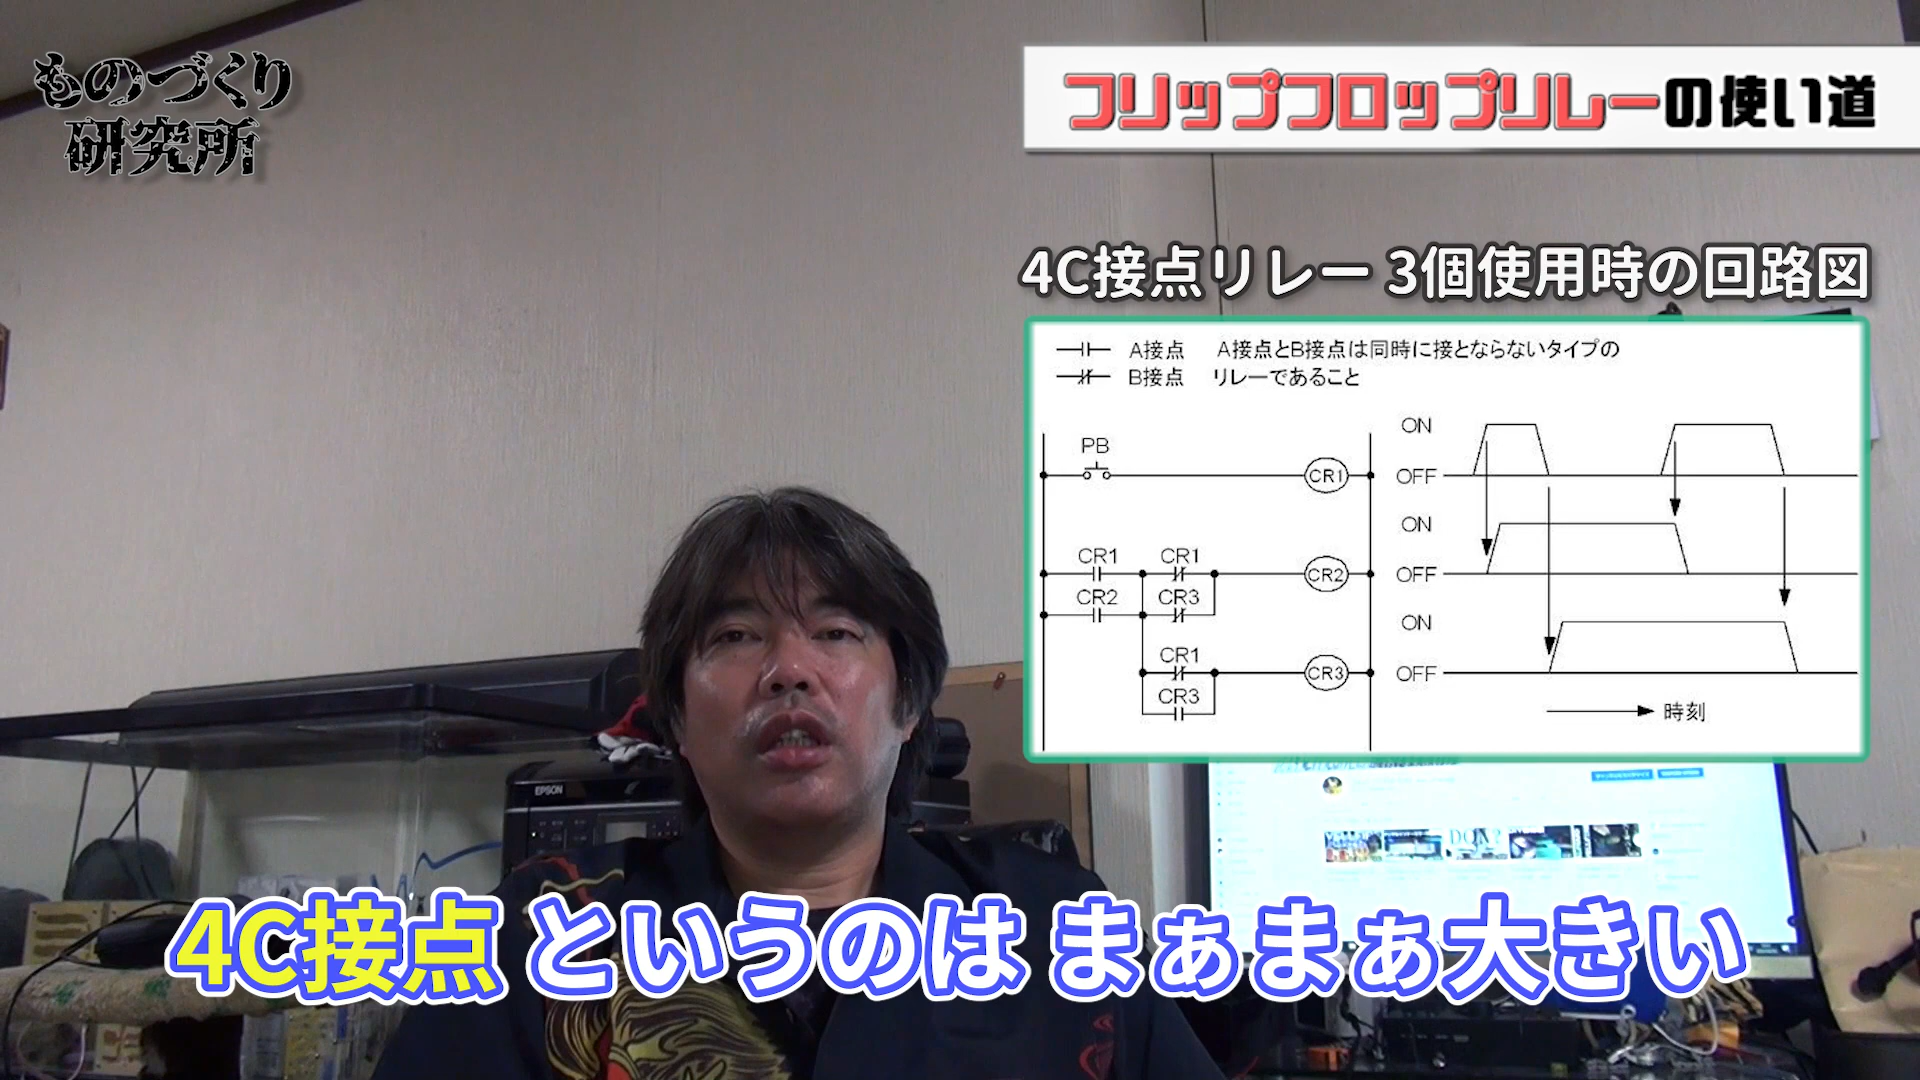 ものづくり
研究所
フリップフロップリレーの使い道
4C接点リレー 3個使用時の回路図
A接点 A接点とB接点は同時に接とならないタイプの
B接点 リレーであること
PB
CR1
CR1 CR1
CR2
CR2 CR3
CR1
CR3
CR3
ON
OFF
ON
OFF
ON
OFF
時刻
EPSON
4C接点 というのは まぁまぁ大きい